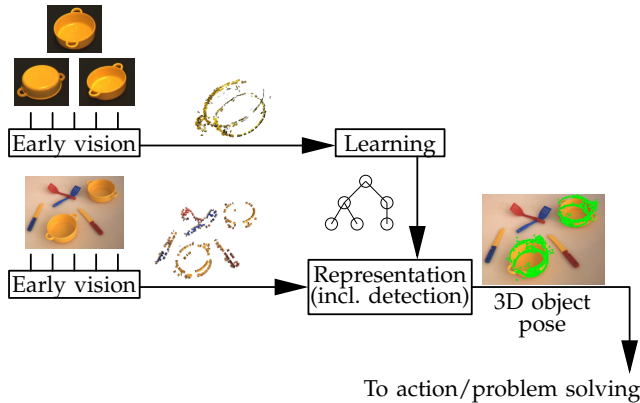 Early vision
Learning
Early vision
Representation
(incl. detection)
3D object
pose
To action/problem solving